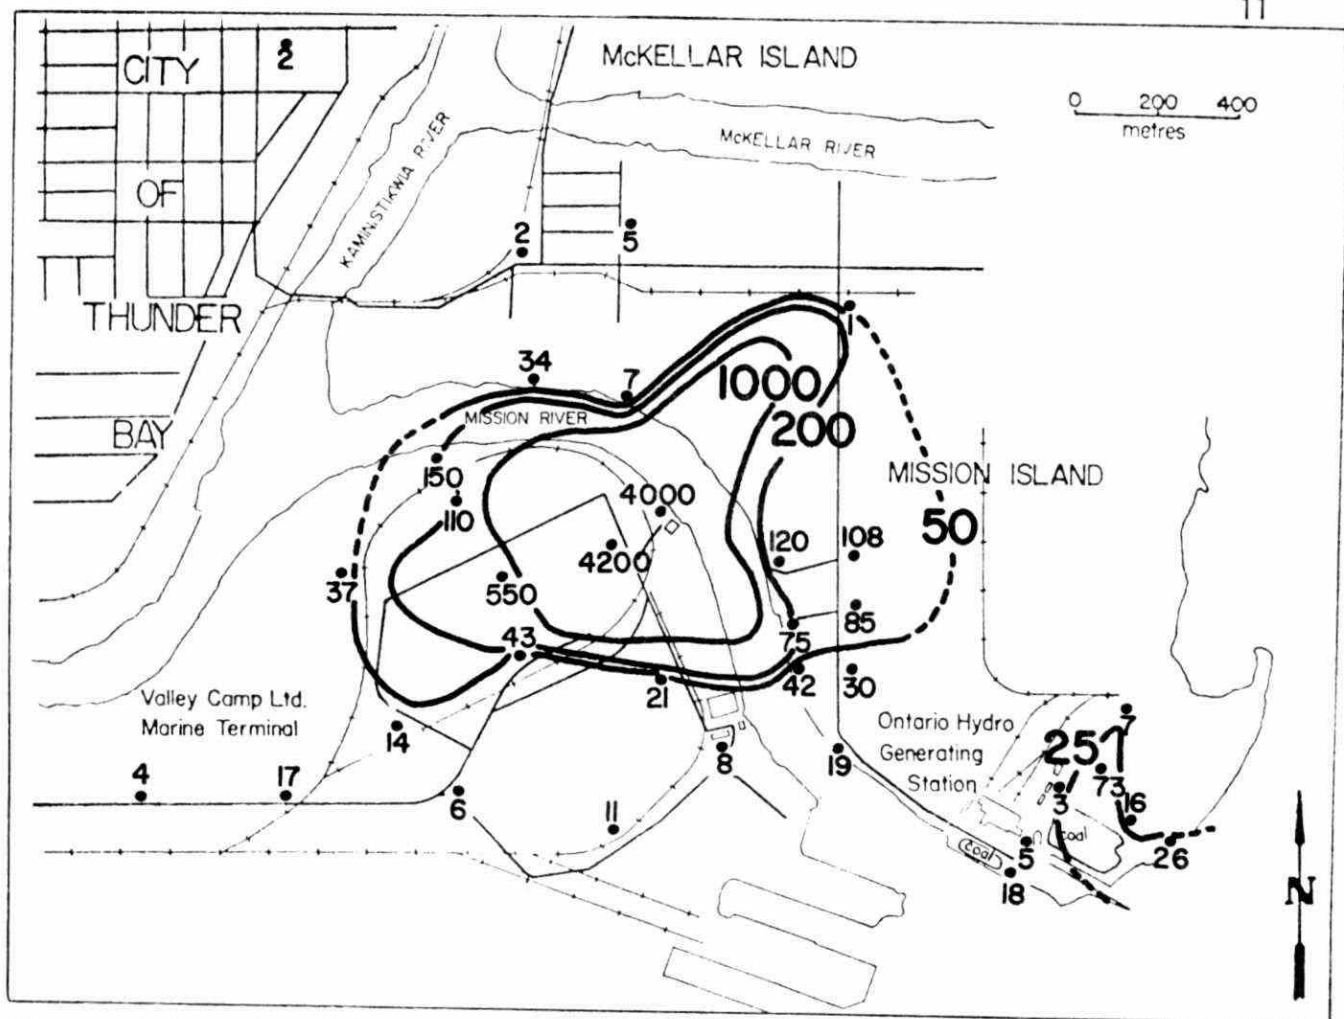 11
CITY
2
McKELLAR ISLAND
0 200 400
metres
KAMINISTIKWIA RIVER
McKELLAR RIVER
OF
2
5
THUNDER
1
34
7
1000
MISSION RIVER
200
BAY
150
MISSION ISLAND
4000
110
50
4200
120
108
37
550
85
43
75
21
42
30
Valley Camp Ltd.
Marine Terminal
14
Ontario Hydro
Generating
Station
7
25
8
19
73
4
17
6
3
16
11
5
coal
coal
26
18
N